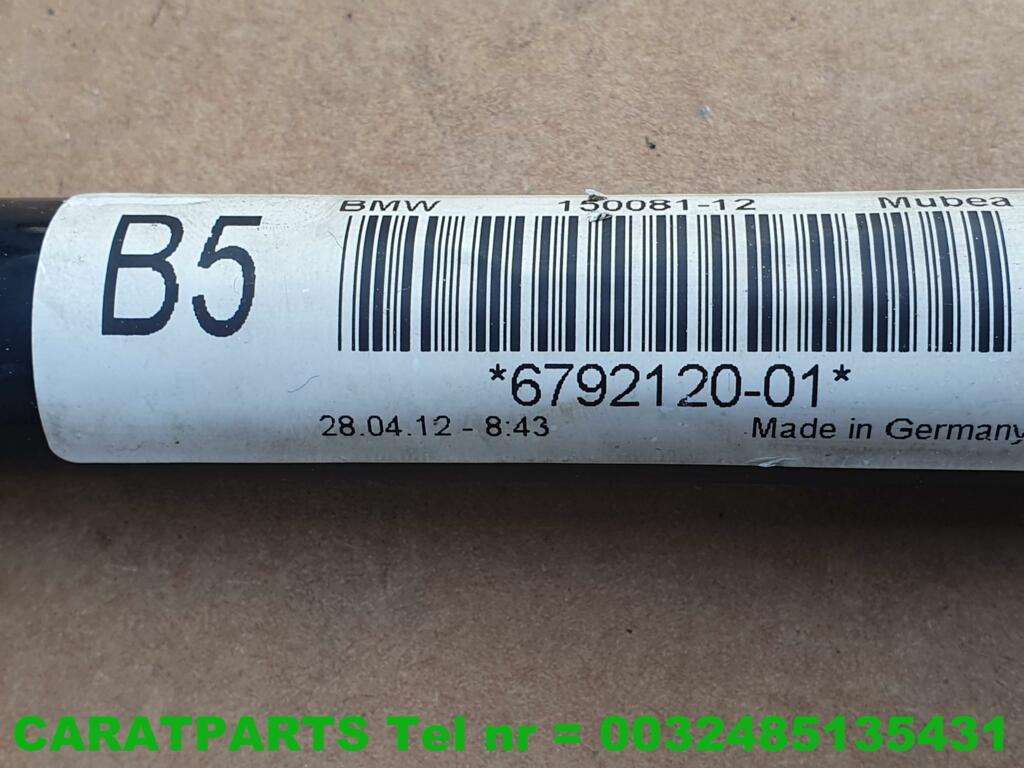 B5
BMW 150081-12 Mubea
*6792120-01*
28.04.12 - 8:43 Made in Germany
CARATPARTS Tel nr = 0032485135431